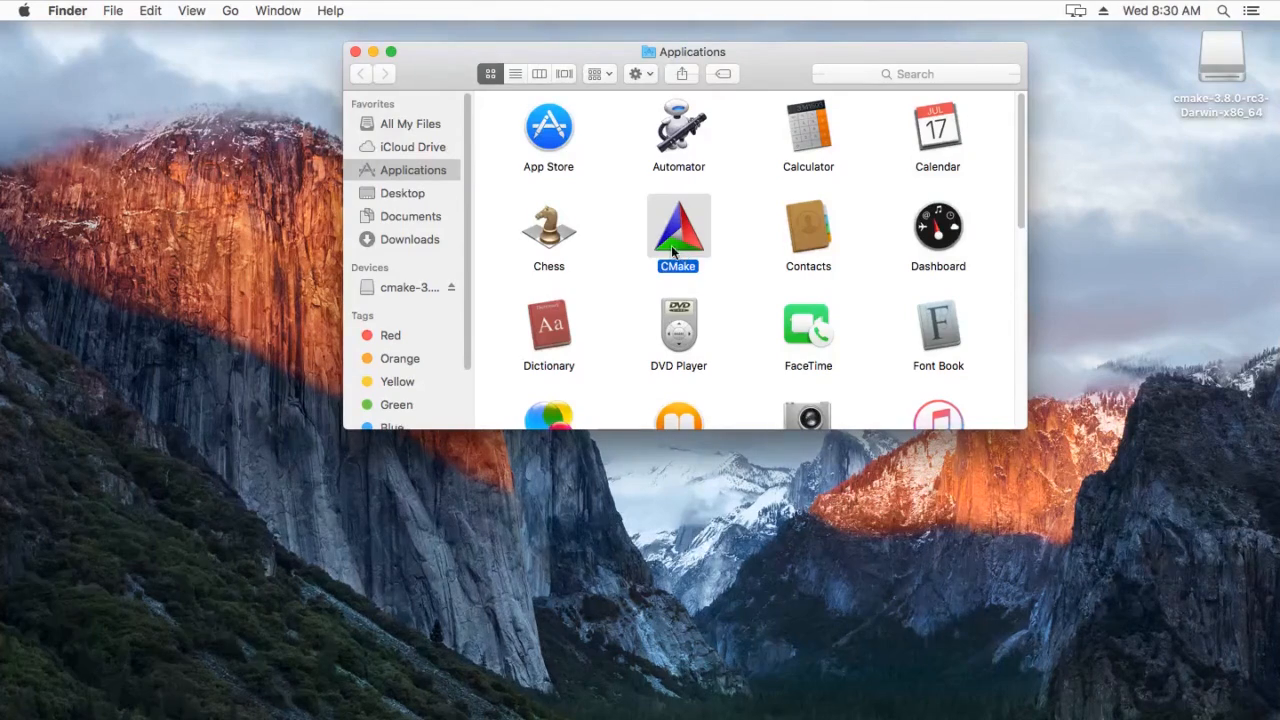 Finder File Edit View Go Window Help Wed 8:30 AM
Applications
Search
cmake-3.8.0-rc3-
Darwin-x86_64
Favorites
All My Files
iCloud Drive
Applications
Desktop
Documents
Downloads
Devices
cmake-3....
Tags
Red
Orange
Yellow
Green
Blue
App Store Automator Calculator Calendar
JUL
17
Chess CMake Contacts Dashboard
Aa
DVD
F
Dictionary DVD Player FaceTime Font Book